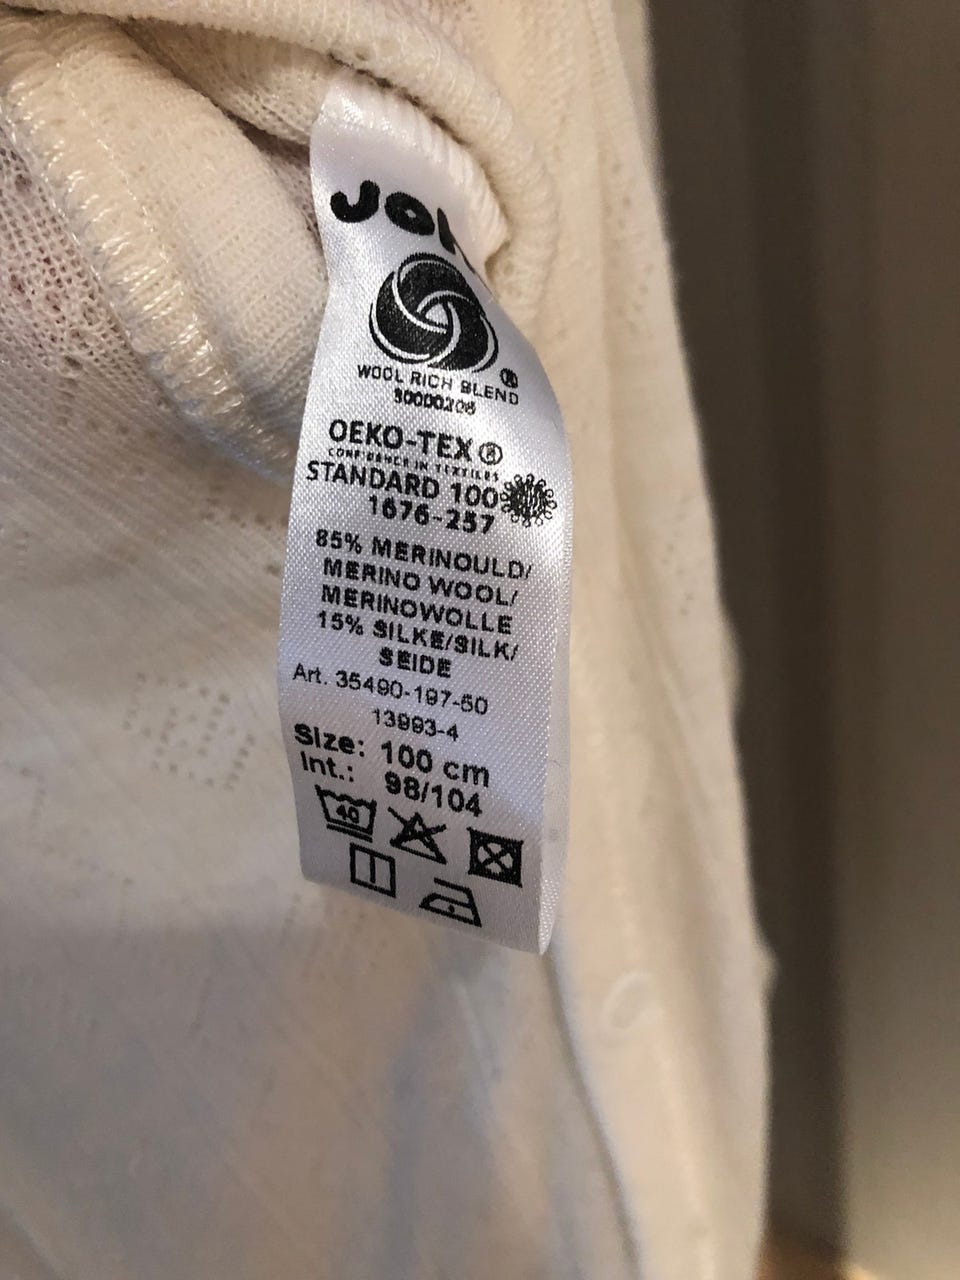 WOOL RICH BLEND ®
30000208
OEKO-TEX®
CONFIDENCE IN TEXTILES
STANDARD 100
1676-257
85% MERINOULD/
MERINO WOOL/
MERINOWOLLE
15% SILKE/SILK/
SEIDE
Art. 35490-197-50
13993-4
Size: 100 cm
Int.: 98/104
40